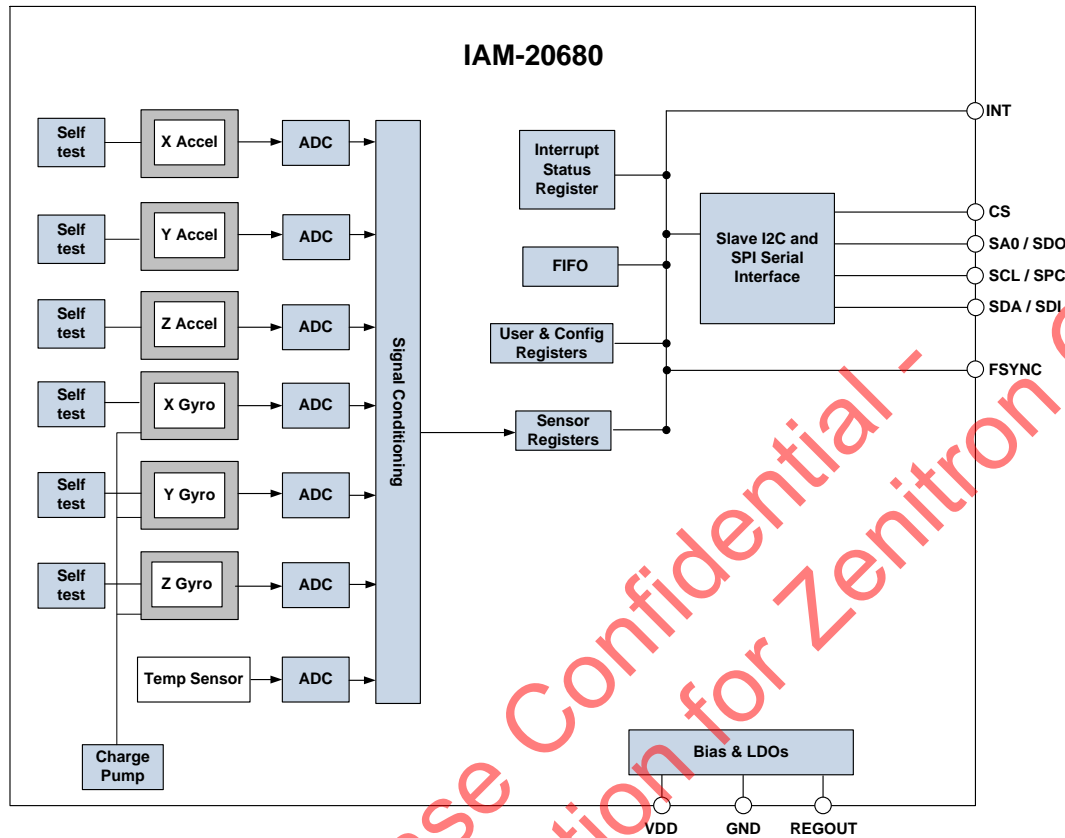 IAM-20680
Self
test
X Accel
ADC
Self
test
Y Accel
ADC
Self
test
Z Accel
ADC
Self
test
X Gyro
ADC
Self
test
Y Gyro
ADC
Self
test
Z Gyro
ADC
Temp Sensor
ADC
Charge
Pump
Signal Conditioning
Interrupt
Status
Register
FIFO
User & Config
Registers
Sensor
Registers
Slave I2C and
SPI Serial
Interface
INT
CS
SA0 / SDO
SCL / SPC
SDA / SDI
FSYNC
Bias & LDOs
VDD
GND
REGOUT
Confidential -
for Zenitron